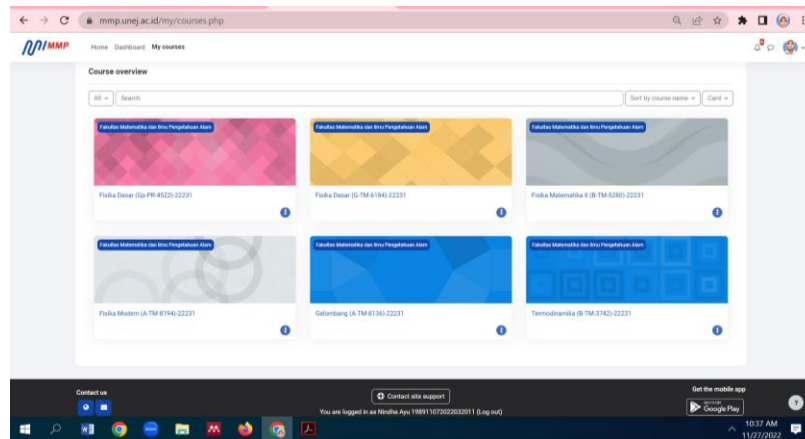 mmp.unej.ac.id/my/courses.php
MMP
Home Dashboard My courses
Course overview
All
Search
Sort by course name
Card
Fakultas Matematika dan Ilmu Pengetahuan Alam
Fisika Dasar (Gp-PR-4522)-22231
Fakultas Matematika dan Ilmu Pengetahuan Alam
Fisika Dasar (G-TM-6184)-22231
Fakultas Matematika dan Ilmu Pengetahuan Alam
Fisika Matematika II (B-TM-5280)-22231
Fakultas Matematika dan Ilmu Pengetahuan Alam
Fisika Modern (A-TM-8194)-22231
Fakultas Matematika dan Ilmu Pengetahuan Alam
Gelombang (A-TM-8136)-22231
Fakultas Matematika dan Ilmu Pengetahuan Alam
Termodinamika (B-TM-3742)-22231
Contact us
Contact site support
You are logged in as Nindha Ayu 198911072022032011 (Log out)
Get the mobile app
Google Play
10:37 AM
11/27/2022